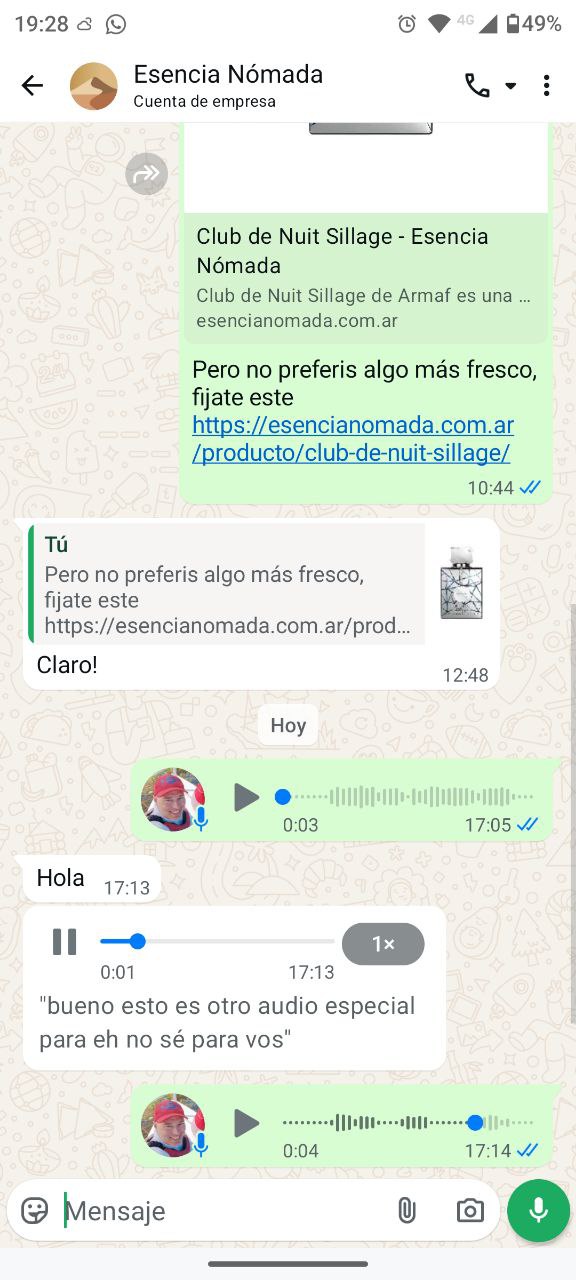 19:28
4G
49%
Esencia Nómada
Cuenta de empresa
Club de Nuit Sillage - Esencia
Nómada
Club de Nuit Sillage de Armaf es una ...
esencianomada.com.ar
Pero no preferis algo más fresco,
fijate este
https://esencianomada.com.ar
/producto/club-de-nuit-sillage/
10:44
Tú
Pero no preferis algo más fresco,
fijate este
https://esencianomada.com.ar/prod...
Claro!
12:48
Hoy
0:03
17:05
Hola
17:13
1×
0:01
17:13
"bueno esto es otro audio especial
para eh no sé para vos"
0:04
17:14
Mensaje